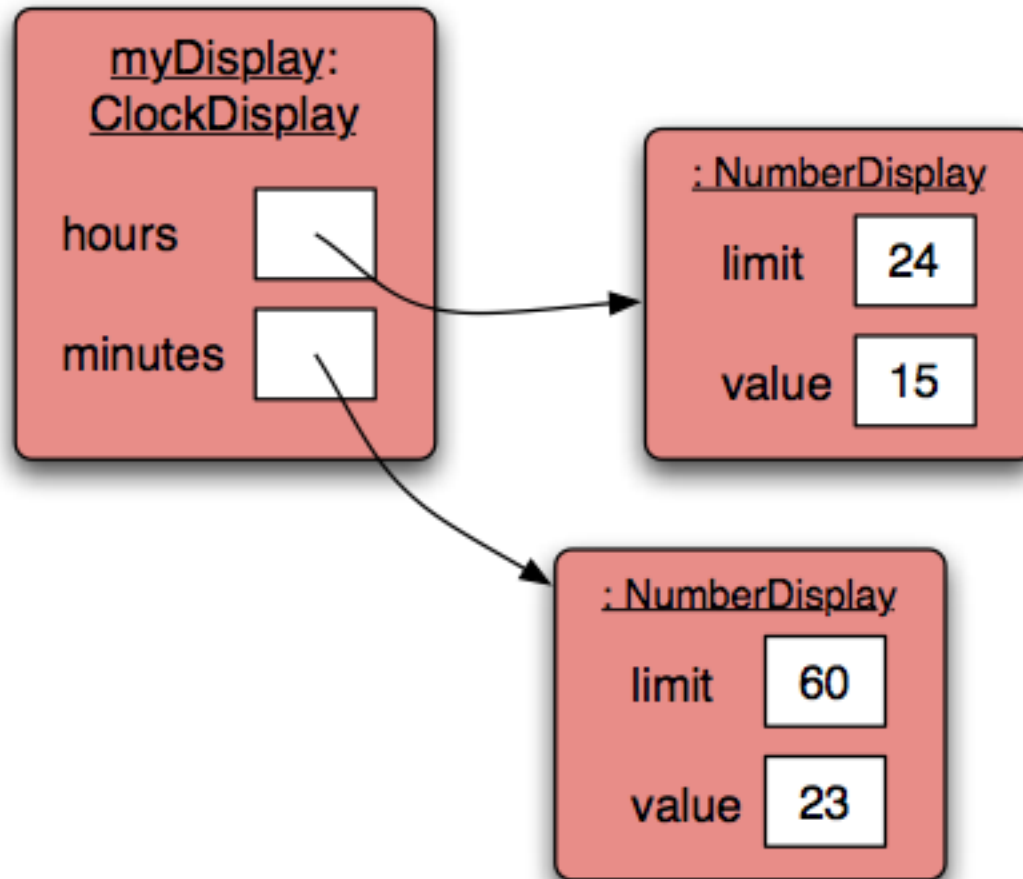 myDisplay:
ClockDisplay
hours
minutes
: NumberDisplay
limit 24
value 15
: NumberDisplay
limit 60
value 23